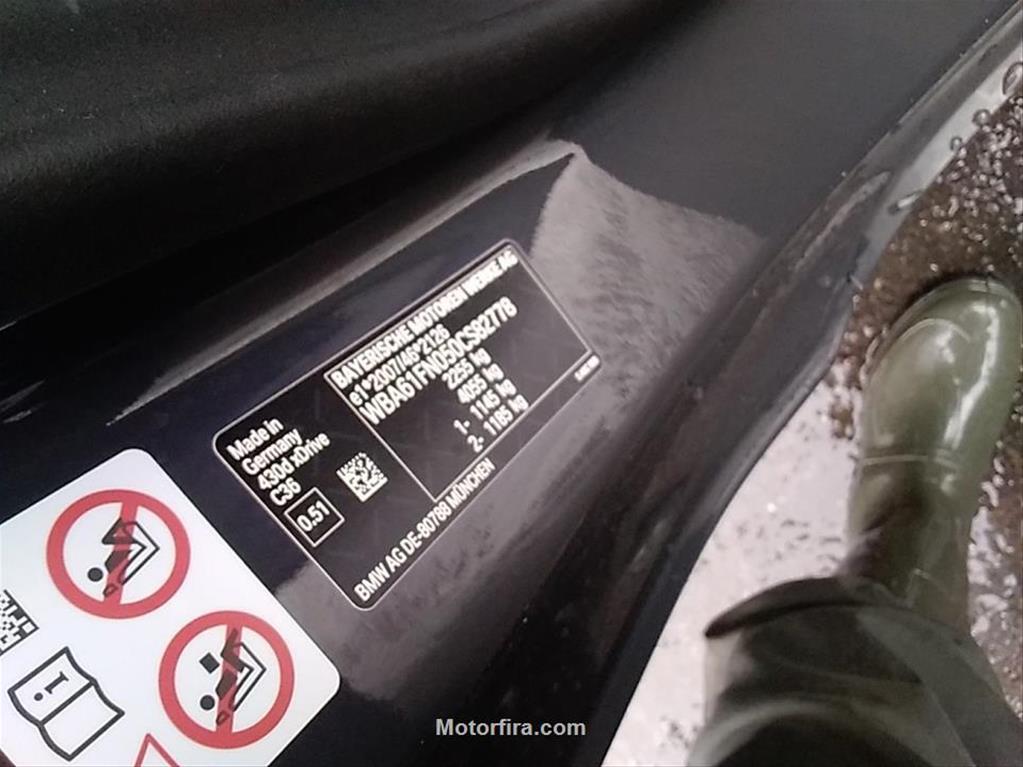 BAYERISCHE MOTOREN WERKE AG
e1*2007/46*2126
WBA61FN050CS82778
2255 kg
4055 kg
1- 1145 kg
2- 1185 kg
Made in
Germany
430d xDrive
C36
0.51
BMW AG DE-80788 MÜNCHEN
Motorfira.com